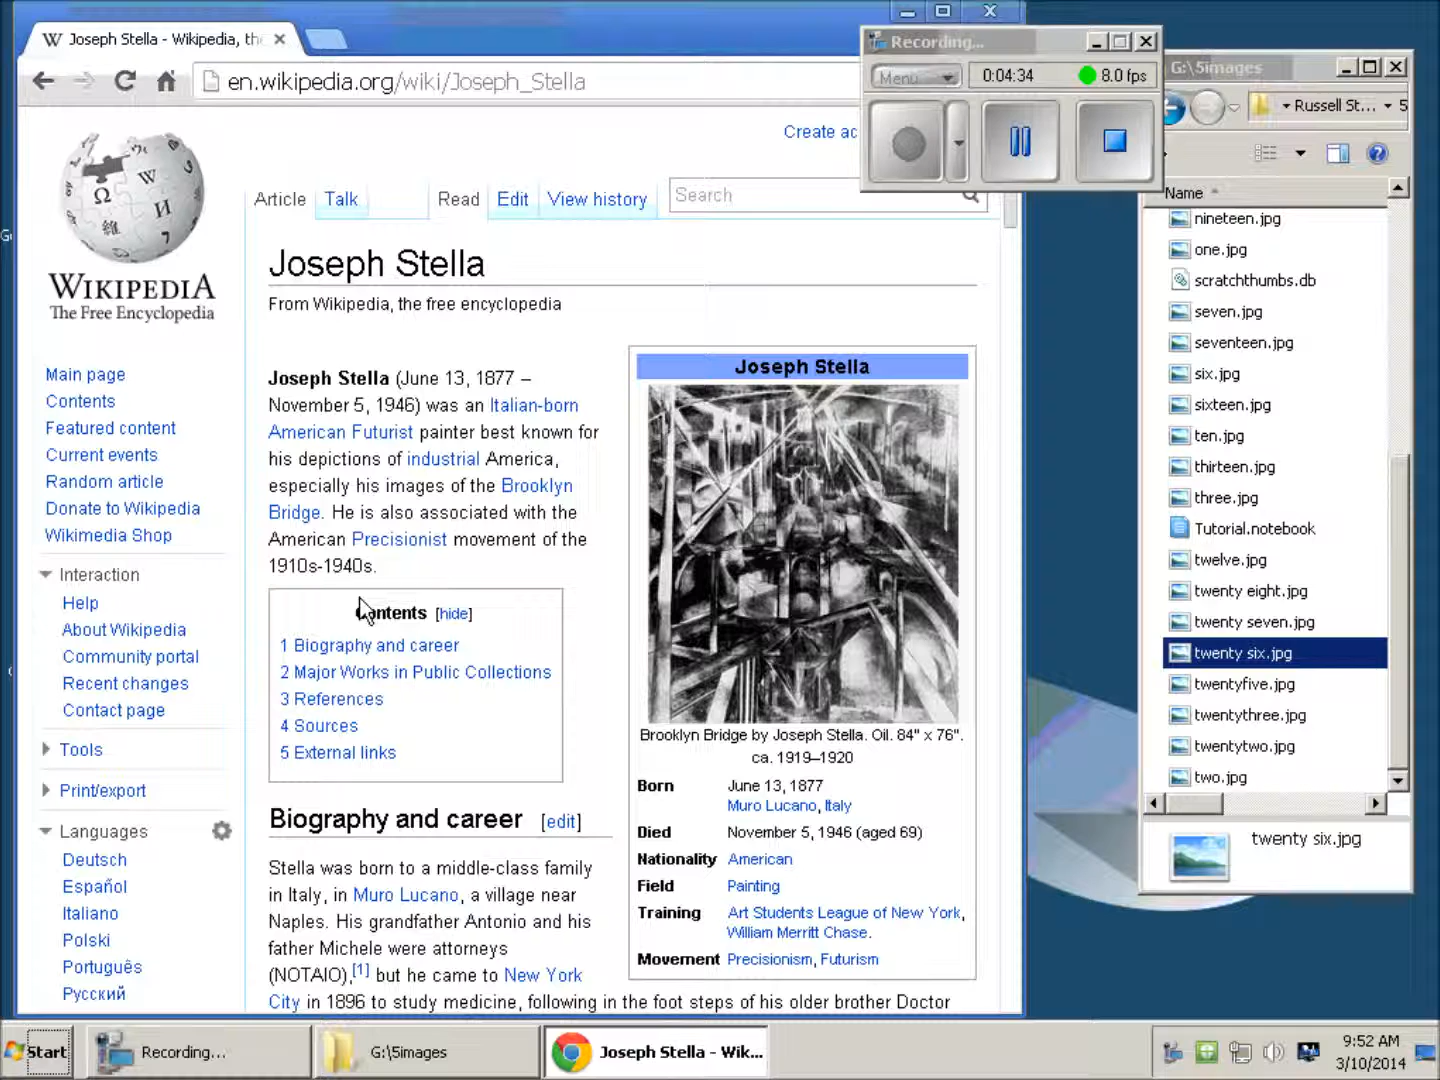 Joseph Stella - Wikipedia, th
en.wikipedia.org/wiki/Joseph_Stella
Recording...
Menu
0:04:34
8.0 fps
G:\5images
Russell St...
5
Create ac
Article
Talk
Read
Edit
View history
Search
WIKIPEDIA
The Free Encyclopedia
Main page
Contents
Featured content
Current events
Random article
Donate to Wikipedia
Wikimedia Shop
Interaction
Help
About Wikipedia
Community portal
Recent changes
Contact page
Tools
Print/export
Languages
Deutsch
Español
Italiano
Polski
Português
Русский
Joseph Stella
From Wikipedia, the free encyclopedia
Joseph Stella (June 13, 1877 –
November 5, 1946) was an Italian-born
American Futurist painter best known for
his depictions of industrial America,
especially his images of the Brooklyn
Bridge. He is also associated with the
American Precisionist movement of the
1910s-1940s.
Contents [hide]
1 Biography and career
2 Major Works in Public Collections
3 References
4 Sources
5 External links
Biography and career [edit]
Stella was born to a middle-class family
in Italy, in Muro Lucano, a village near
Naples. His grandfather Antonio and his
father Michele were attorneys
(NOTAIO),[1] but he came to New York
City in 1896 to study medicine, following in the foot steps of his older brother Doctor
Joseph Stella
Brooklyn Bridge by Joseph Stella. Oil. 84" x 76".
ca. 1919–1920
Born June 13, 1877
Muro Lucano, Italy
Died November 5, 1946 (aged 69)
Nationality American
Field Painting
Training Art Students League of New York,
William Merritt Chase.
Movement Precisionism, Futurism
Name
nineteen.jpg
one.jpg
scratchthumbs.db
seven.jpg
seventeen.jpg
six.jpg
sixteen.jpg
ten.jpg
thirteen.jpg
three.jpg
Tutorial.notebook
twelve.jpg
twenty eight.jpg
twenty seven.jpg
twenty six.jpg
twentyfive.jpg
twentythree.jpg
twentytwo.jpg
two.jpg
twenty six.jpg
Start
Recording...
G:\5images
Joseph Stella - Wik...
9:52 AM
3/10/2014